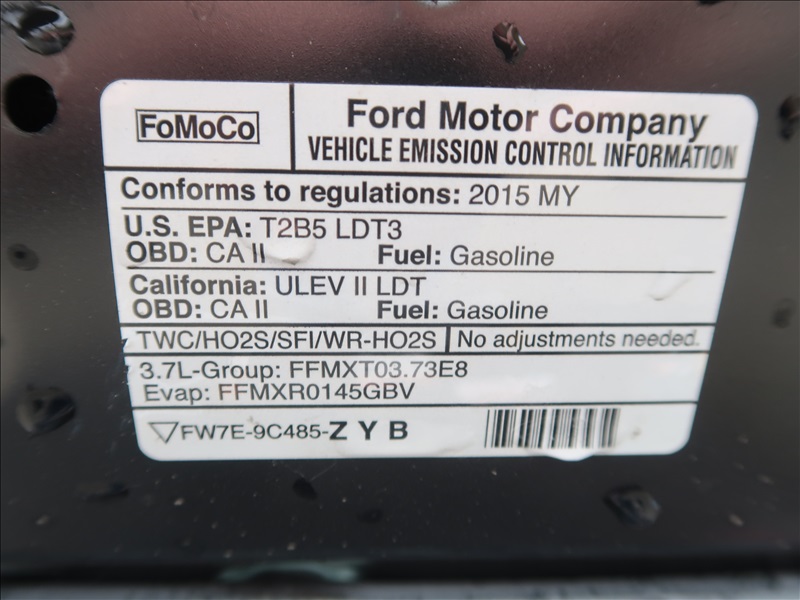 FoMoCo
Ford Motor Company
VEHICLE EMISSION CONTROL INFORMATION
Conforms to regulations: 2015 MY
U.S. EPA: T2B5 LDT3
OBD: CA II Fuel: Gasoline
California: ULEV II LDT
OBD: CA II Fuel: Gasoline
TWC/HO2S/SFI/WR-HO2S No adjustments needed.
3.7L-Group: FFMXT03.73E8
Evap: FFMXR0145GBV
FW7E-9C485-Z Y B